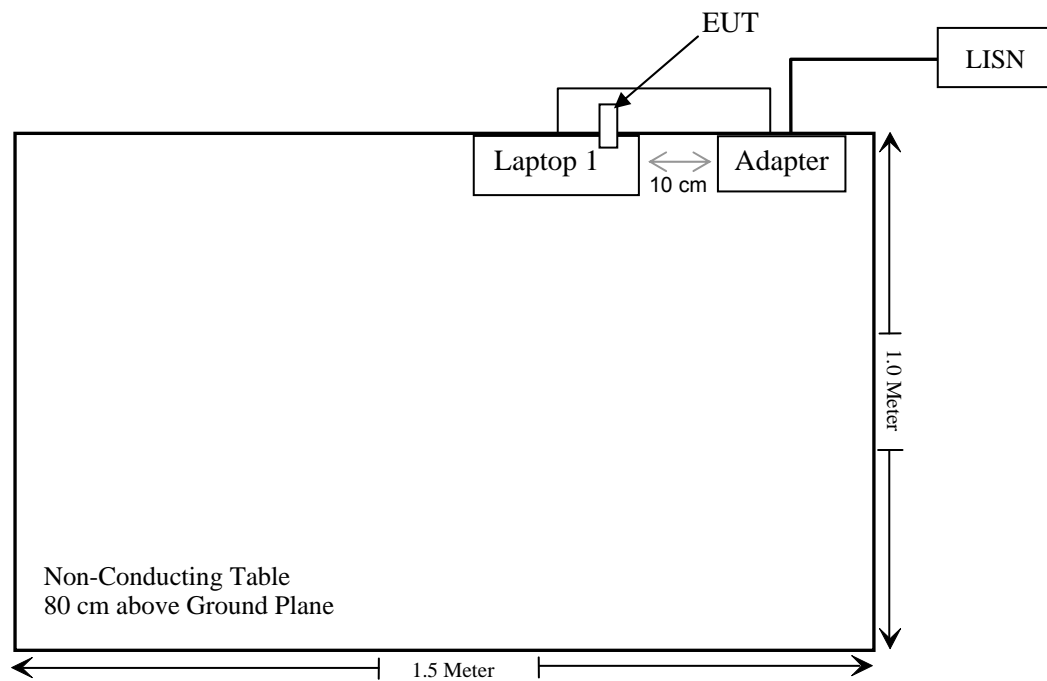 EUT
LISN
Laptop 1
Adapter
10 cm
1.0 Meter
Non-Conducting Table
80 cm above Ground Plane
1.5 Meter